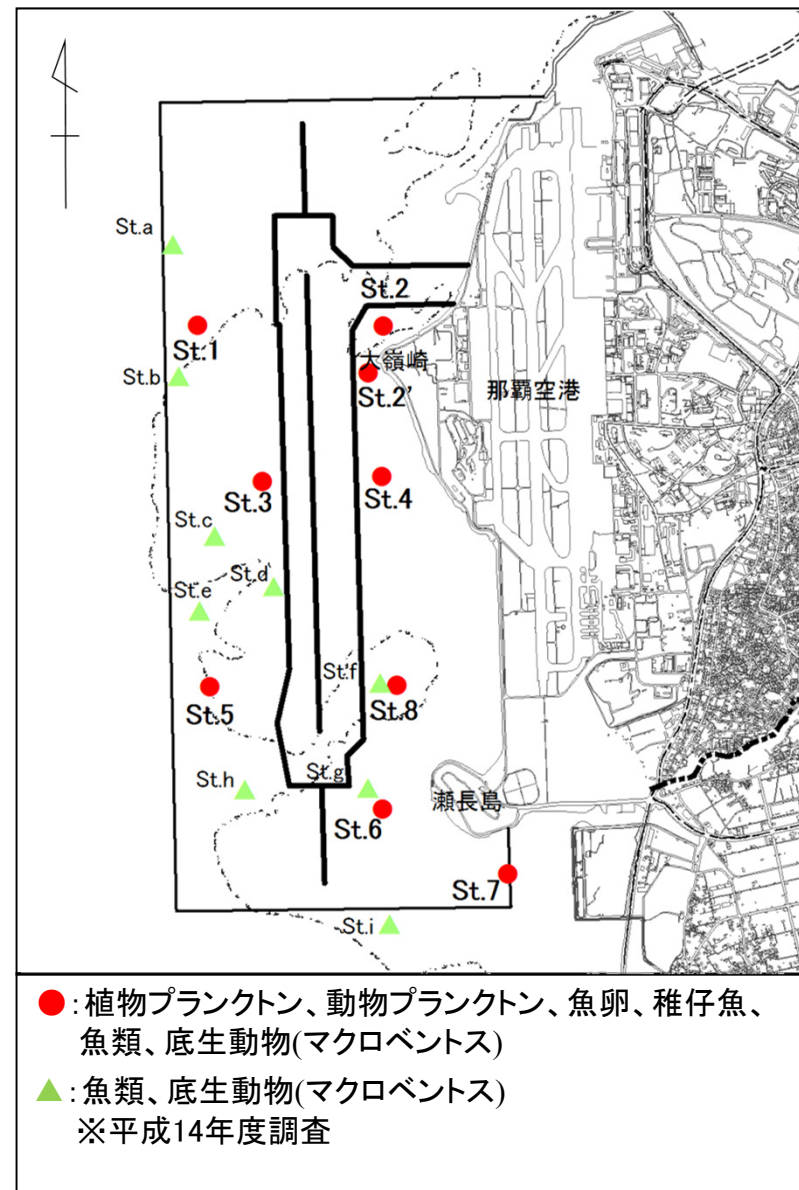 St.a
St.2
St.1
大嶺崎
St.b
St.2'
那覇空港
St.3
St.4
St.c
St.d
St.e
St.f
St.5
St.8
St.h
St.g
瀬長島
St.6
St.7
St.i
●:植物プランクトン、動物プランクトン、魚卵、稚仔魚、
魚類、底生動物(マクロベントス)
▲:魚類、底生動物(マクロベントス)
※平成14年度調査